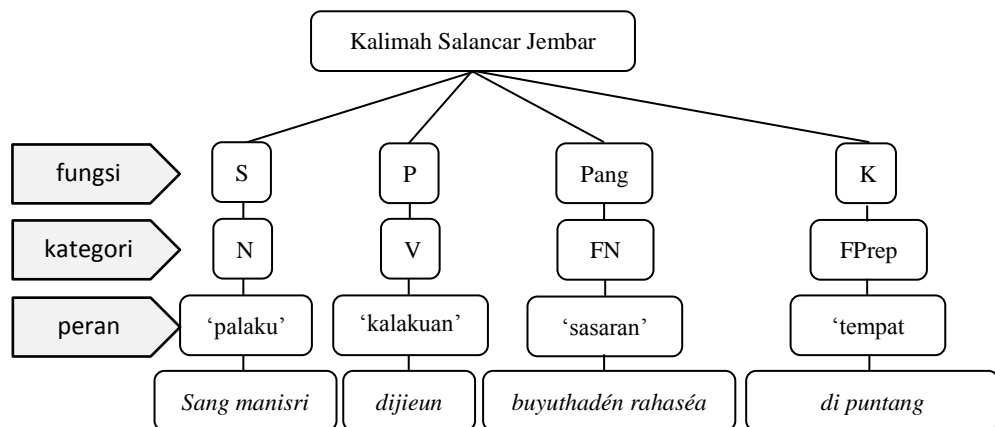 Kalimah Salancar Jembar
fungsi S P Pang K
kategori N V FN FPrep
peran ‘palaku’ ‘kalakuan’ ‘sasaran’ ‘tempat
Sang manisri dijieun buyuthadén rahaséa di puntang